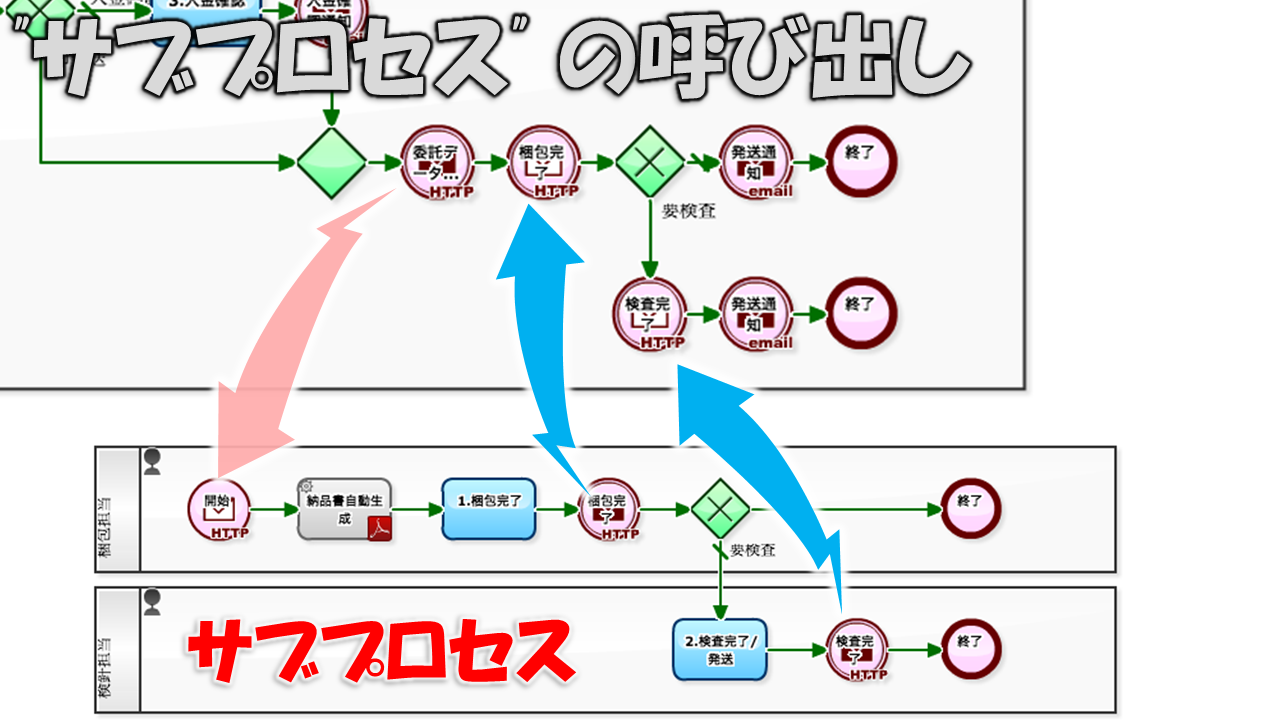 3.入金確認
"サブプロセス"の呼び出し
委託デ
ータ...
HTTP
梱包完
了
HTTP
発送通
知
email
終了
要検査
検査完
了
HTTP
発送通
知
email
終了
梱包担当
開始
HTTP
納品書自動生
成
1.梱包完了
梱包完
了
HTTP
終了
要検査
検針担当
サブプロセス
2.検査完了/
発送
検査完
了
HTTP
終了